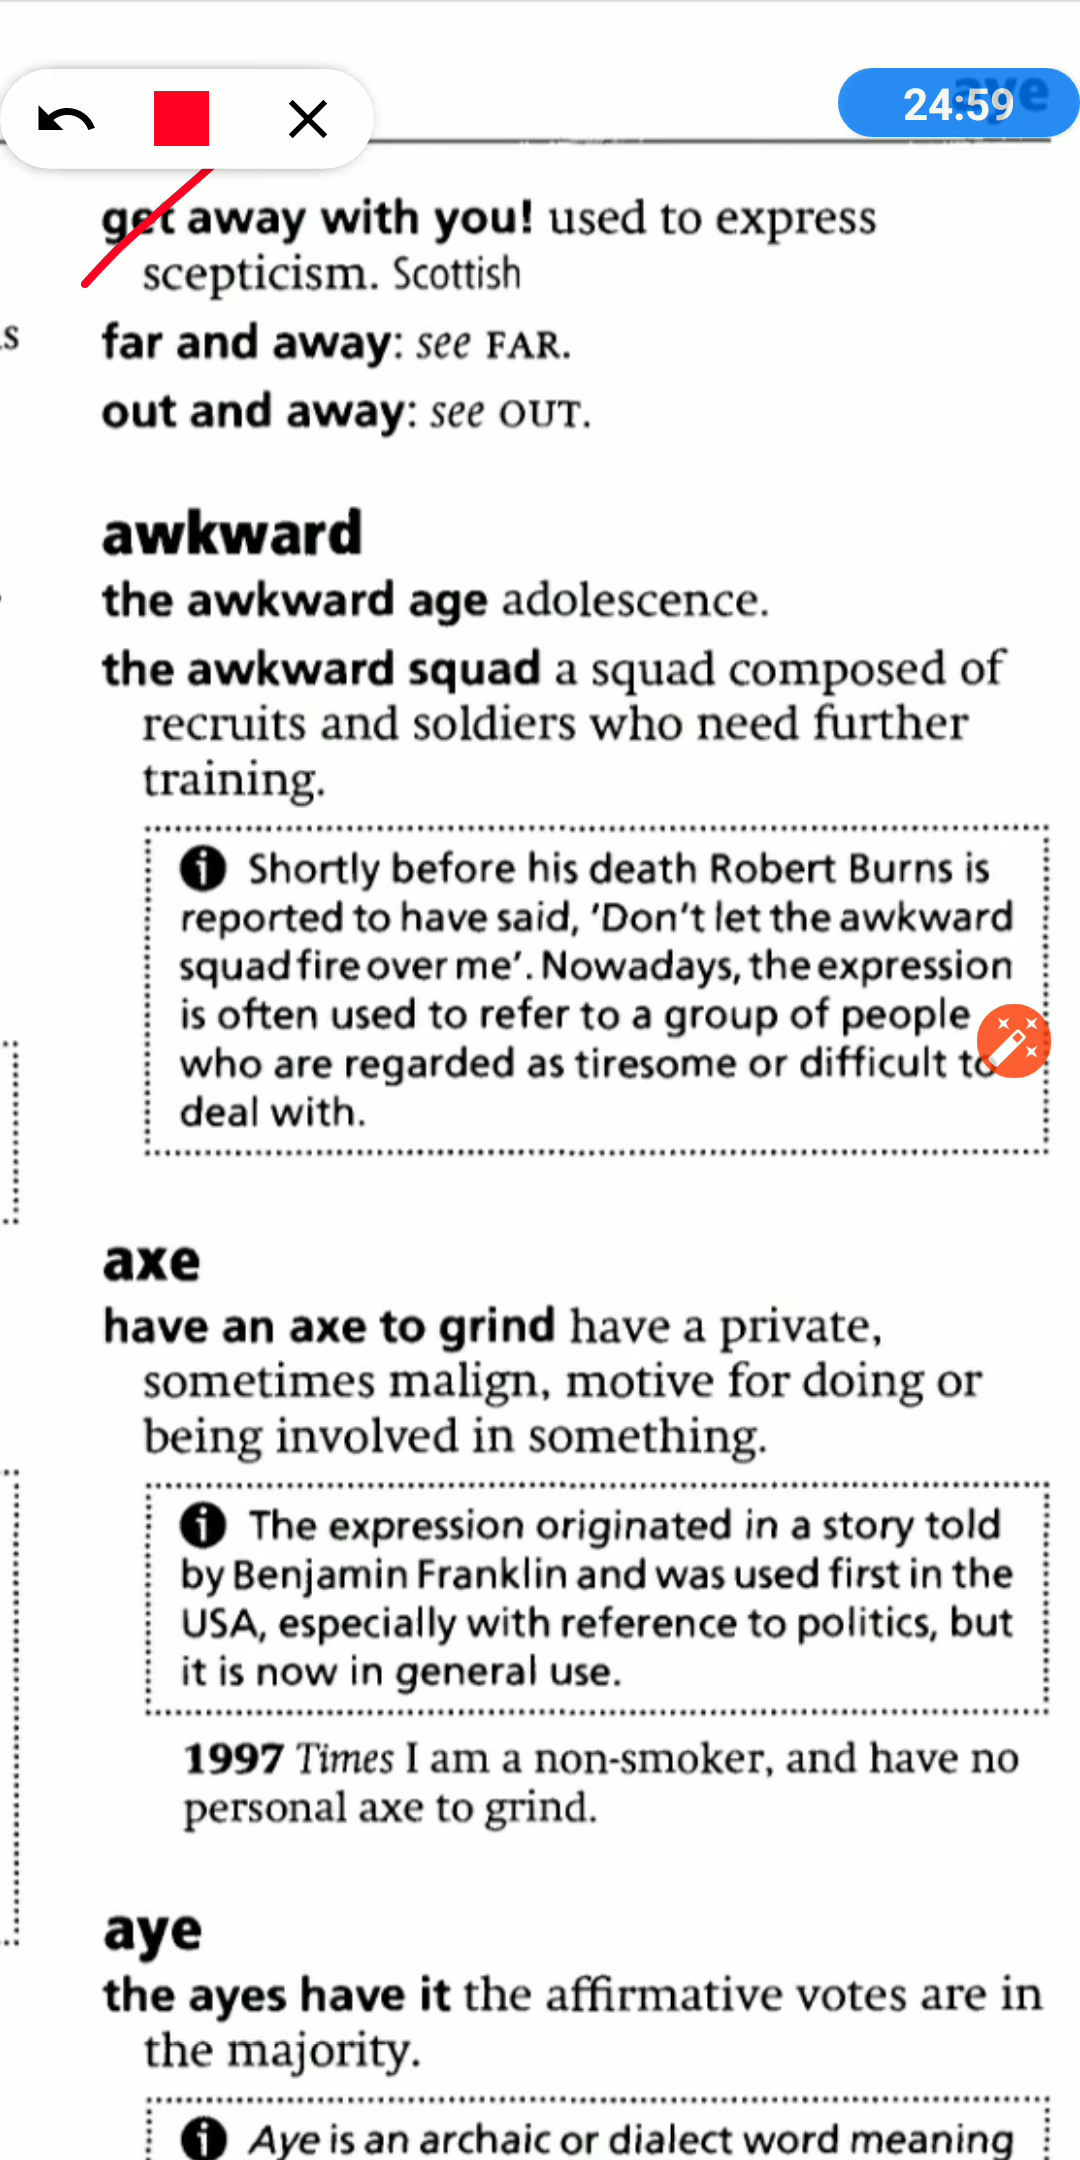 24:59
aye
get away with you! used to express
scepticism. Scottish
s
far and away: see FAR.
out and away: see OUT.
awkward
the awkward age adolescence.
the awkward squad a squad composed of
recruits and soldiers who need further
training.
i Shortly before his death Robert Burns is
reported to have said, ‘Don’t let the awkward
squad fire over me’. Nowadays, the expression
is often used to refer to a group of people
who are regarded as tiresome or difficult to
deal with.
axe
have an axe to grind have a private,
sometimes malign, motive for doing or
being involved in something.
i The expression originated in a story told
by Benjamin Franklin and was used first in the
USA, especially with reference to politics, but
it is now in general use.
1997 Times I am a non-smoker, and have no
personal axe to grind.
aye
the ayes have it the affirmative votes are in
the majority.
i Aye is an archaic or dialect word meaning